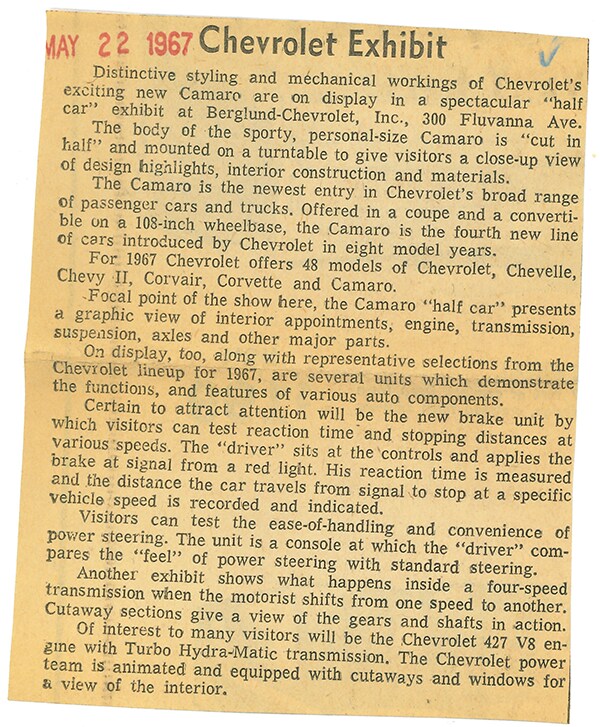 MAY 22 1967 Chevrolet Exhibit
Distinctive styling and mechanical workings of Chevrolet's
exciting new Camaro are on display in a spectacular "half
car" exhibit at Berglund-Chevrolet, Inc., 300 Fluvanna Ave.
The body of the sporty, personal-size Camaro is "cut in
half" and mounted on a turntable to give visitors a close-up view
of design highlights, interior construction and materials.
The Camaro is the newest entry in Chevrolet's broad range
of passenger cars and trucks. Offered in a coupe and a converti-
ble on a 108-inch wheelbase, the Camaro is the fourth new line
of cars introduced by Chevrolet in eight model years.
For 1967 Chevrolet offers 48 models of Chevrolet, Chevelle,
Chevy II, Corvair, Corvette and Camaro.
Focal point of the show here, the Camaro "half car" presents
a graphic view of interior appointments, engine, transmission,
suspension, axles and other major parts.
On display, too, along with representative selections from the
Chevrolet lineup for 1967, are several units which demonstrate
the functions, and features of various auto components.
Certain to attract attention will be the new brake unit by
which visitors can test reaction time and stopping distances at
various speeds. The "driver" sits at the controls and applies the
brake at signal from a red light. His reaction time is measured
and the distance the car travels from signal to stop at a specific
vehicle speed is recorded and indicated.
Visitors can test the ease-of-handling and convenience of
power steering. The unit is a console at which the "driver" com-
pares the "feel" of power steering with standard steering.
Another exhibit shows what happens inside a four-speed
transmission when the motorist shifts from one speed to another.
Cutaway sections give a view of the gears and shafts in action.
Of interest to many visitors will be the Chevrolet 427 V8 en-
gine with Turbo Hydra-Matic transmission. The Chevrolet power
team is animated and equipped with cutaways and windows for
a view of the interior.